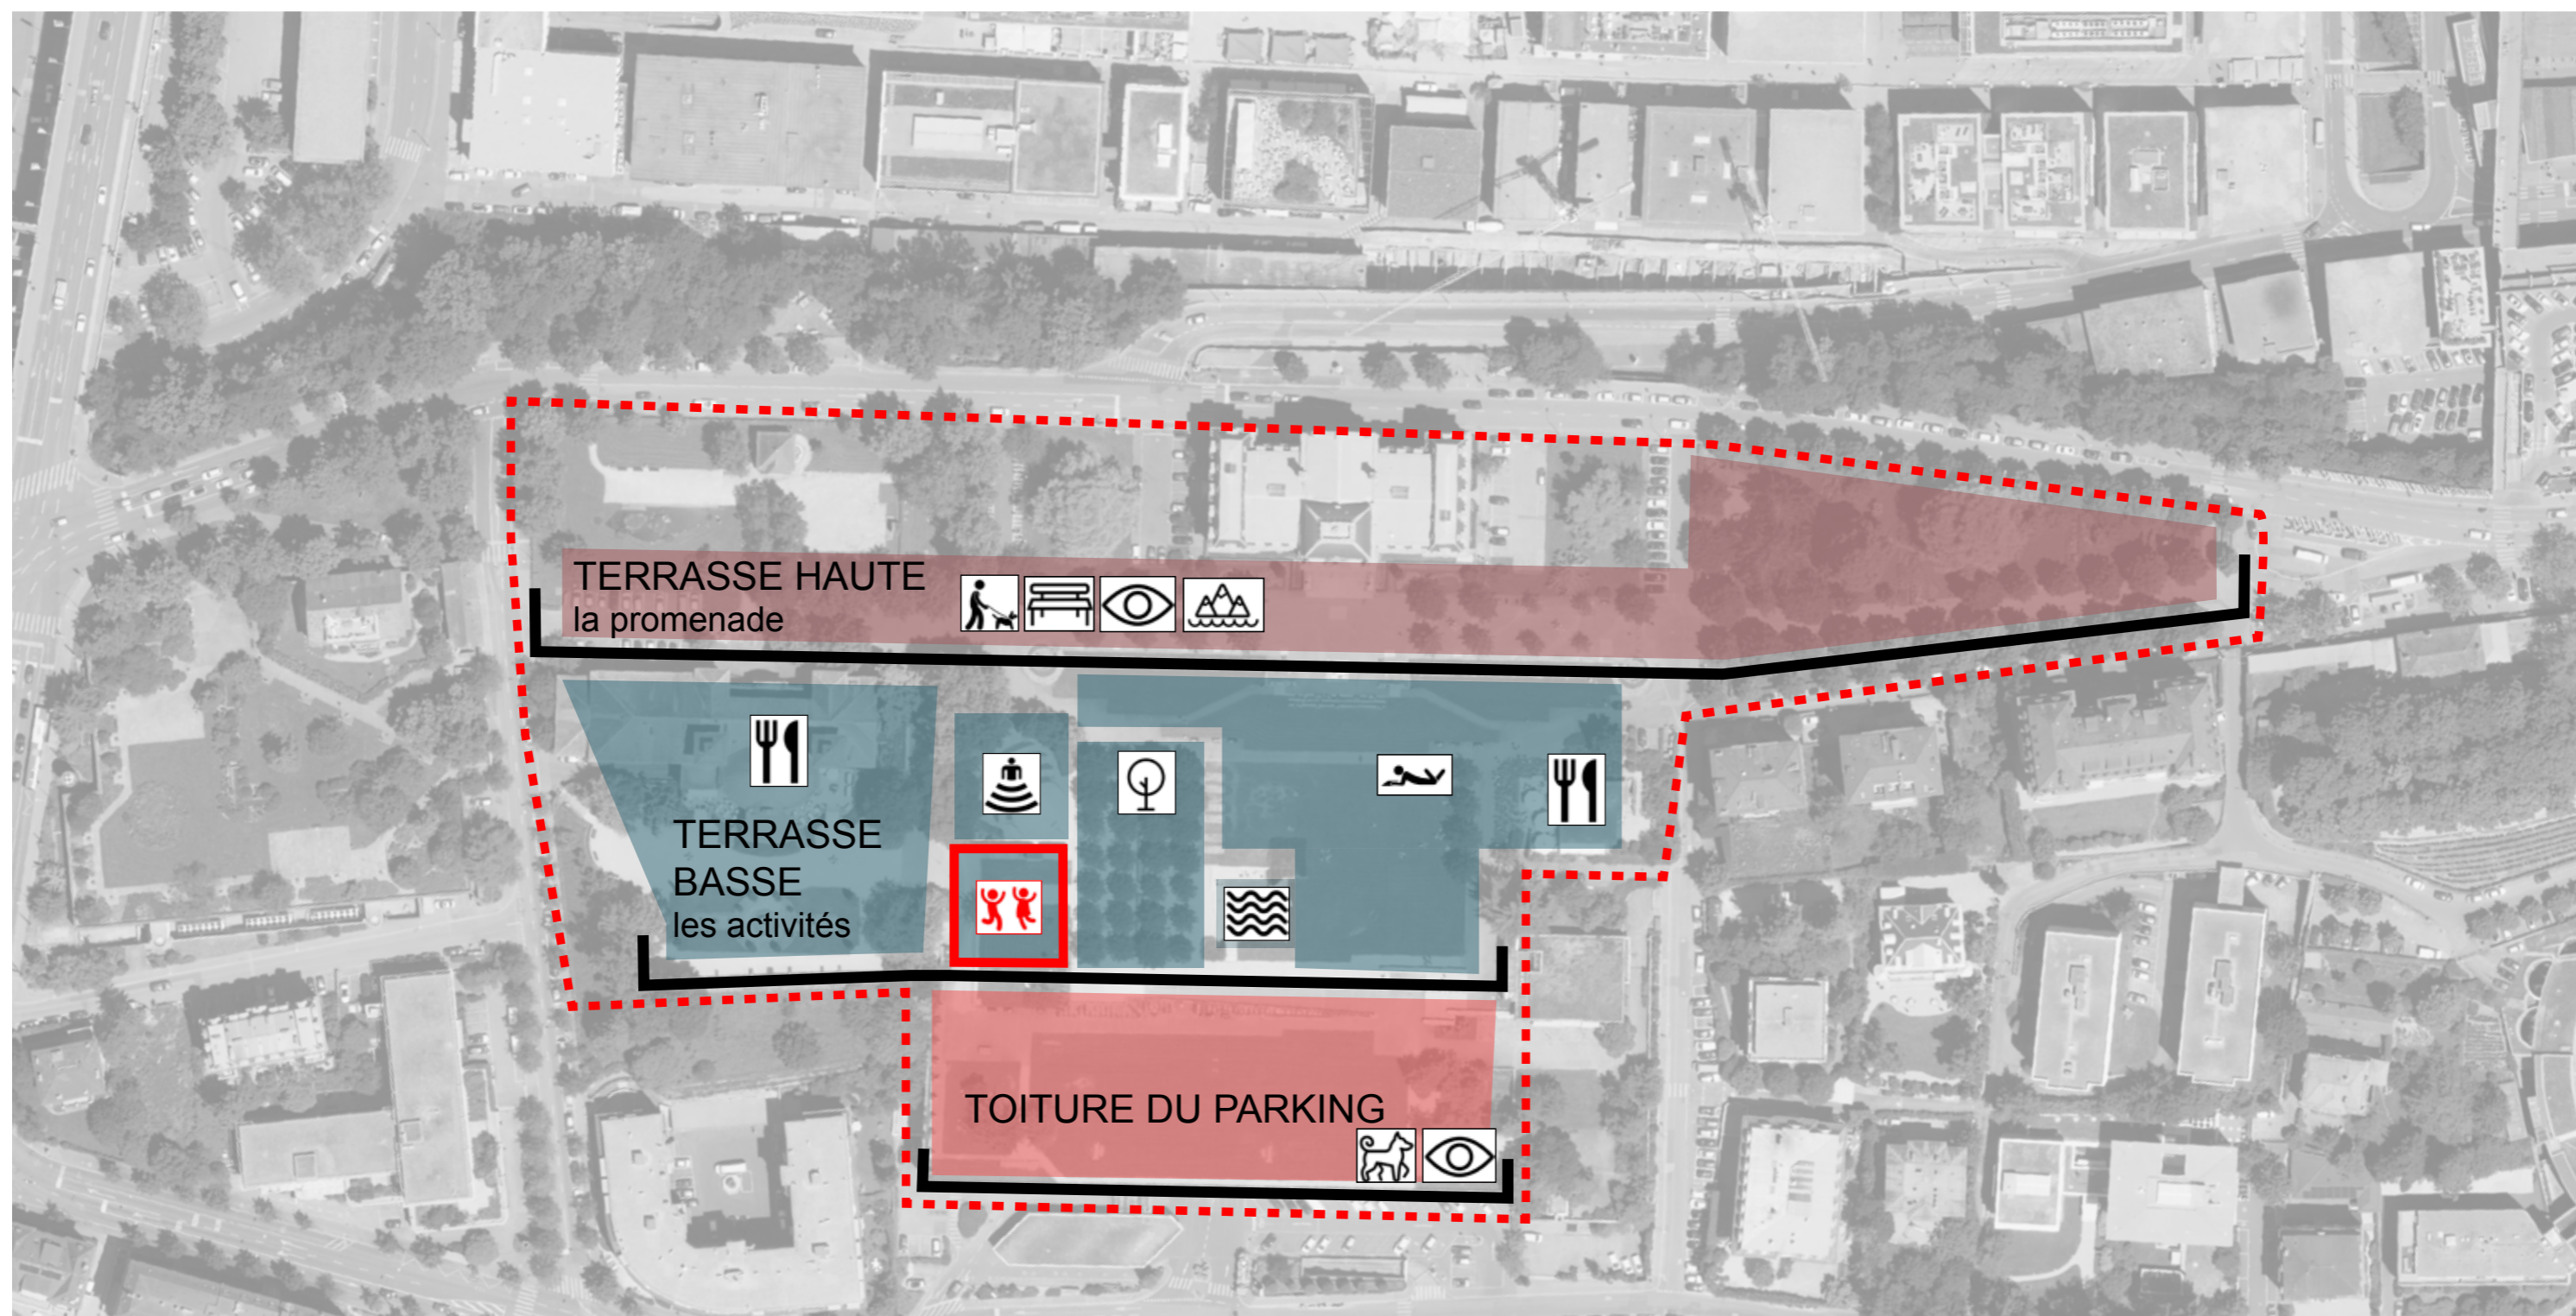 TERRASSE HAUTE
la promenade
TERRASSE
BASSE
les activités
TOITURE DU PARKING